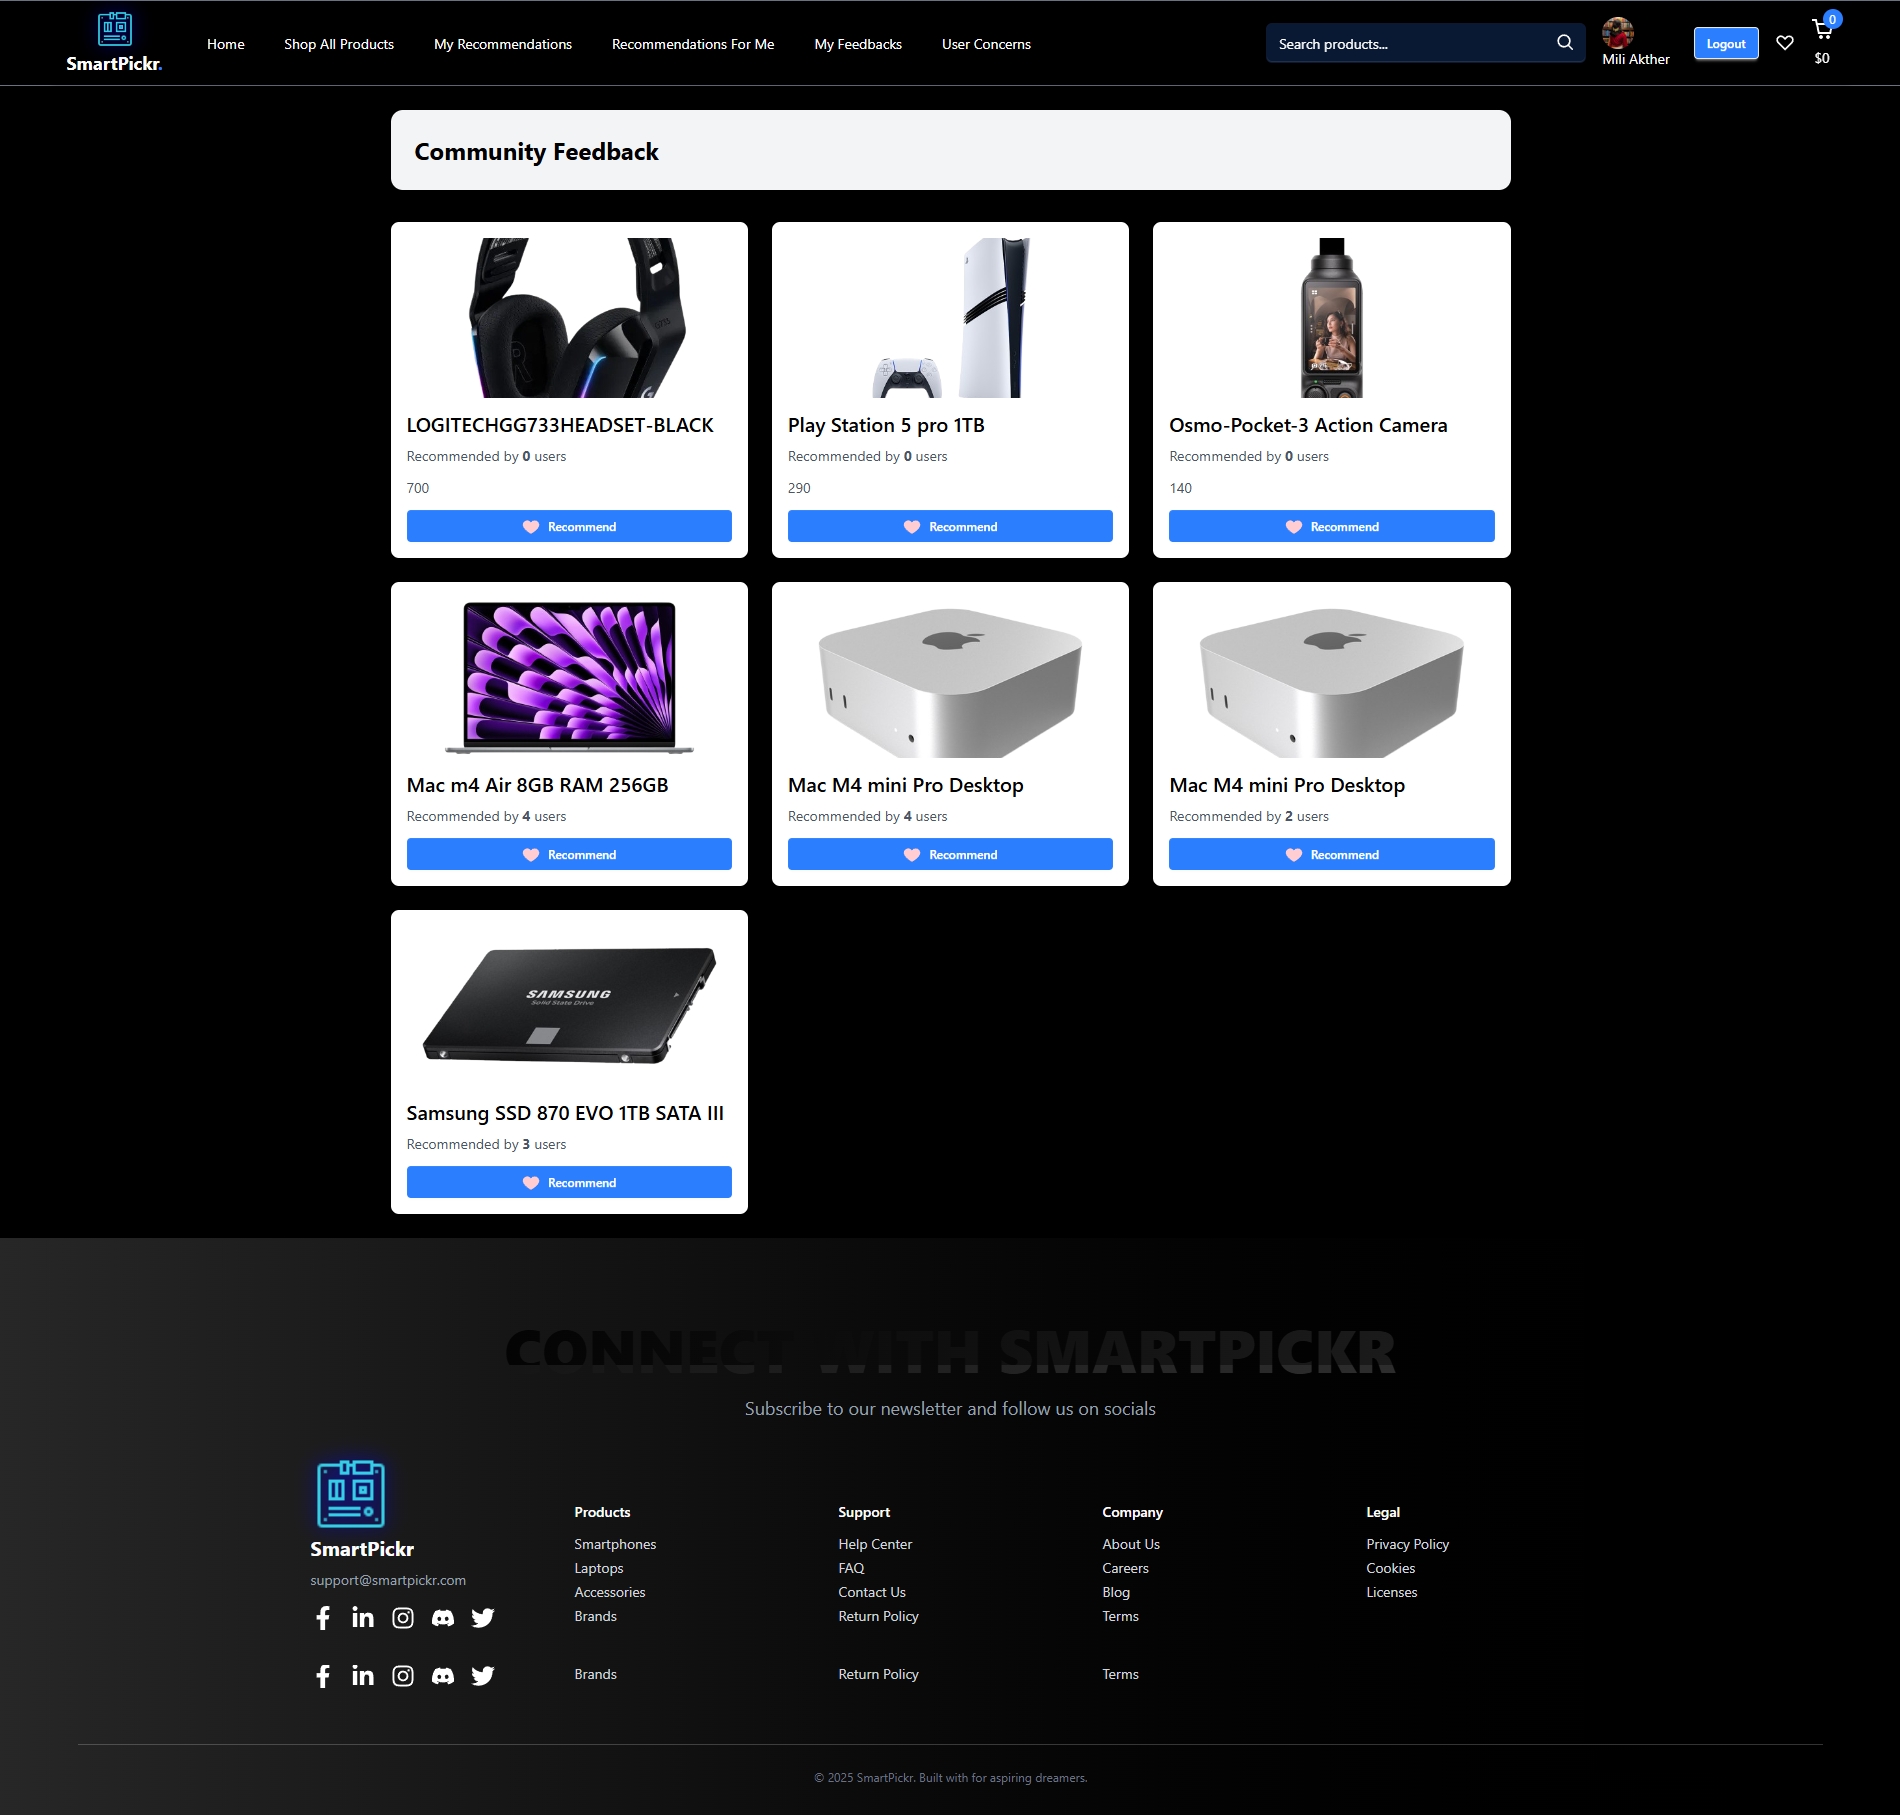 SmartPickr.
Home
Shop All Products
My Recommendations
Recommendations For Me
My Feedbacks
User Concerns
Search products...
Mili Akther
Logout
0
$0
Community Feedback
LOGITECHGG733HEADSET-BLACK
Recommended by 0 users
700
Recommend
Play Station 5 pro 1TB
Recommended by 0 users
290
Recommend
Osmo-Pocket-3 Action Camera
Recommended by 0 users
140
Recommend
Mac m4 Air 8GB RAM 256GB
Recommended by 4 users
Recommend
Mac M4 mini Pro Desktop
Recommended by 4 users
Recommend
Mac M4 mini Pro Desktop
Recommended by 2 users
Recommend
SAMSUNG
Solid State Drive
Samsung SSD 870 EVO 1TB SATA III
Recommended by 3 users
Recommend
CONNECT WITH SMARTPICKR
Subscribe to our newsletter and follow us on socials
SmartPickr
support@smartpickr.com
Products
Smartphones
Laptops
Accessories
Brands
Support
Help Center
FAQ
Contact Us
Return Policy
Company
About Us
Careers
Blog
Terms
Legal
Privacy Policy
Cookies
Licenses
Brands
Return Policy
Terms
© 2025 SmartPickr. Built with for aspiring dreamers.